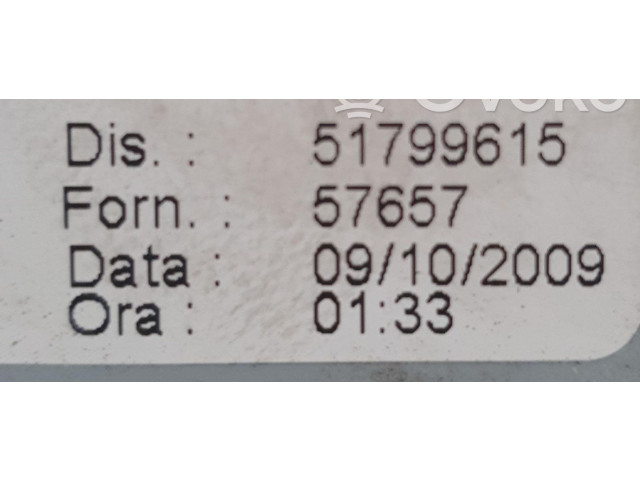 Dis. : 51799615
Forn. : 57657
Data : 09/10/2009
Ora : 01:33